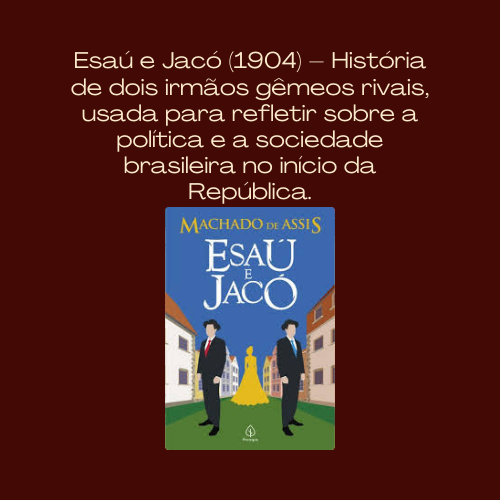 Esaú e Jacó (1904) – História
de dois irmãos gêmeos rivais,
usada para refletir sobre a
política e a sociedade
brasileira no início da
República.
MACHADO DE ASSIS
ESAÚ
E
JACÓ
Principis